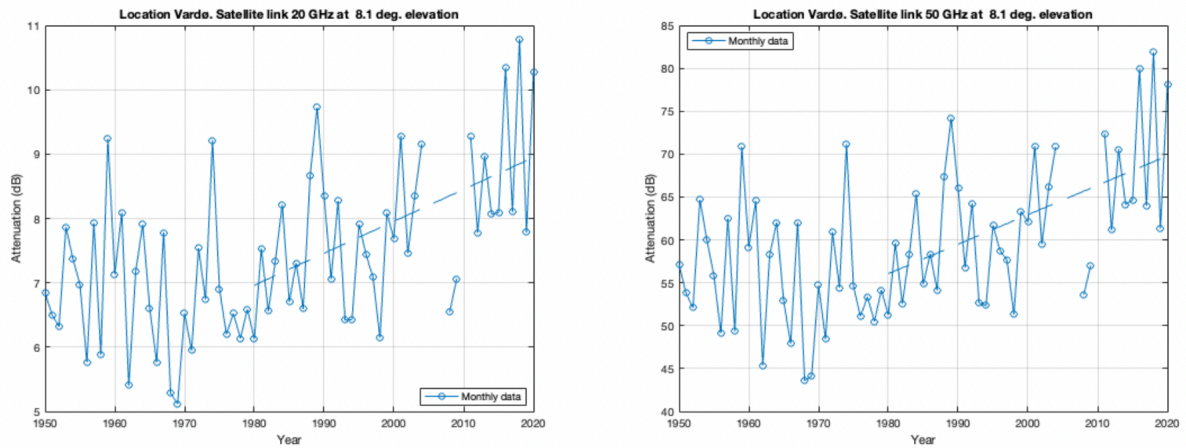 Location Vardø. Satellite link 20 GHz at 8.1 deg. elevation
11
10
9
8
7
6
5
Attenuation (dB)
1950 1960 1970 1980 1990 2000 2010 2020
Year
Monthly data
Location Vardø. Satellite link 50 GHz at 8.1 deg. elevation
Monthly data
85
80
75
70
65
60
55
50
45
40
Attenuation (dB)
1950 1960 1970 1980 1990 2000 2010 2020
Year